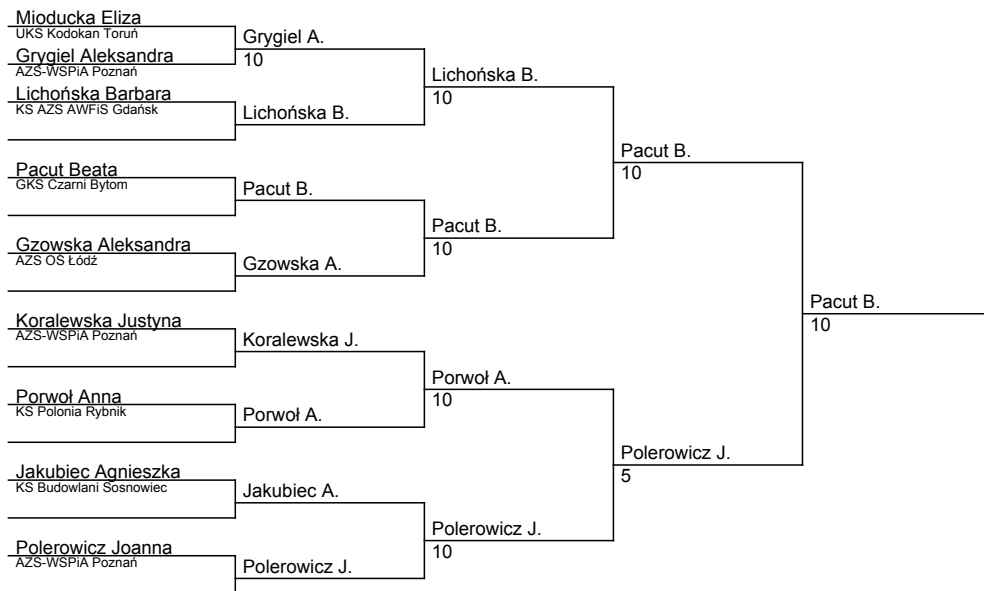 Mioducka Eliza
UKS Kodokan Toruń
Grygiel Aleksandra
AZS-WSPiA Poznań
Lichońska Barbara
KS AZS AWFiS Gdańsk
Pacut Beata
GKS Czarni Bytom
Gzowska Aleksandra
AZS OŚ Łódź
Koralewska Justyna
AZS-WSPiA Poznań
Porwoł Anna
KS Polonia Rybnik
Jakubiec Agnieszka
KS Budowlani Sosnowiec
Polerowicz Joanna
AZS-WSPiA Poznań
Grygiel A.
10
Lichońska B.
Pacut B.
Gzowska A.
Koralewska J.
Porwoł A.
Jakubiec A.
Polerowicz J.
Lichońska B.
10
Pacut B.
10
Porwoł A.
10
Polerowicz J.
10
Pacut B.
10
Polerowicz J.
5
Pacut B.
10